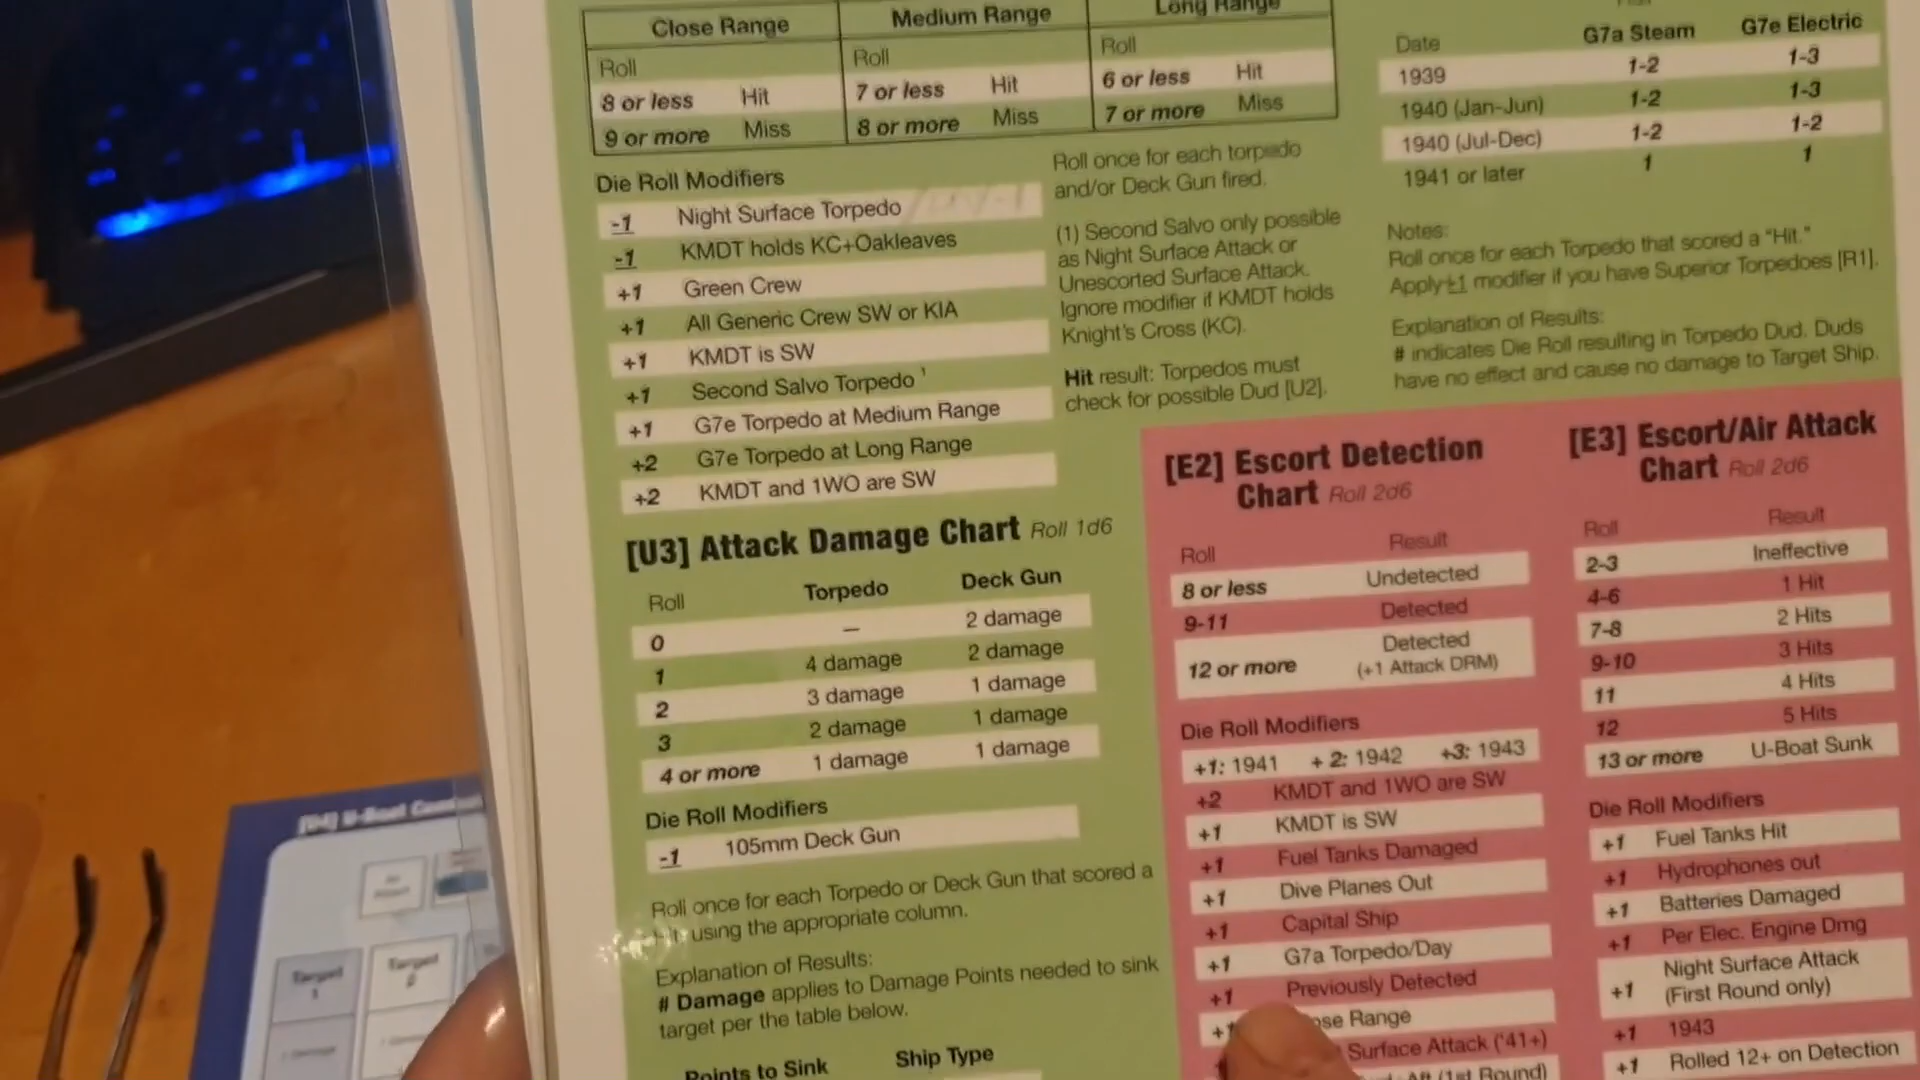 Close Range Medium Range Long Range
Roll Roll Roll
8 or less Hit 7 or less Hit 6 or less Hit
9 or more Miss 8 or more Miss 7 or more Miss
Die Roll Modifiers
-1 Night Surface Torpedo
-1 KMDT holds KC+Oakleaves
+1 Green Crew
+1 All Generic Crew SW or KIA
+1 KMDT is SW
+1 Second Salvo Torpedo ¹
+1 G7e Torpedo at Medium Range
+2 G7e Torpedo at Long Range
+2 KMDT and 1WO are SW
Roll once for each torpedo
and/or Deck Gun fired.
(1) Second Salvo only possible
as Night Surface Attack or
Unescorted Surface Attack.
Ignore modifier if KMDT holds
Knight's Cross (KC).
Hit result: Torpedos must
check for possible Dud [U2].
Date G7a Steam G7e Electric
1939 1-2 1-3
1940 (Jan-Jun) 1-2 1-3
1940 (Jul-Dec) 1-2 1-2
1941 or later 1 1
Notes:
Roll once for each Torpedo that scored a "Hit."
Apply ±1 modifier if you have Superior Torpedoes [R1].
Explanation of Results:
# indicates Die Roll resulting in Torpedo Dud. Duds
have no effect and cause no damage to Target Ship.
[U3] Attack Damage Chart Roll 1d6
Roll Torpedo Deck Gun
0 — 2 damage
1 4 damage 2 damage
2 3 damage 1 damage
3 2 damage 1 damage
4 or more 1 damage 1 damage
Die Roll Modifiers
-1 105mm Deck Gun
Roll once for each Torpedo or Deck Gun that scored a
using the appropriate column.
Explanation of Results:
# Damage applies to Damage Points needed to sink
target per the table below.
Points to Sink Ship Type
[E2] Escort Detection
Chart Roll 2d6
Roll Result
8 or less Undetected
9-11 Detected
12 or more Detected
(+1 Attack DRM)
Die Roll Modifiers
+1: 1941 + 2: 1942 +3: 1943
+2 KMDT and 1WO are SW
+1 KMDT is SW
+1 Fuel Tanks Damaged
+1 Dive Planes Out
+1 Capital Ship
+1 G7a Torpedo/Day
+1 Previously Detected
+1 Range
Surface Attack ('41+)
Aft (1st Round)
[E3] Escort/Air Attack
Chart Roll 2d6
Roll Result
2-3 Ineffective
4-6 1 Hit
7-8 2 Hits
9-10 3 Hits
11 4 Hits
12 5 Hits
13 or more U-Boat Sunk
Die Roll Modifiers
+1 Fuel Tanks Hit
+1 Hydrophones out
+1 Batteries Damaged
+1 Per Elec. Engine Dmg
+1 Night Surface Attack
(First Round only)
+1 1943
+1 Rolled 12+ on Detection
U-Boat
Target
1
Target
2